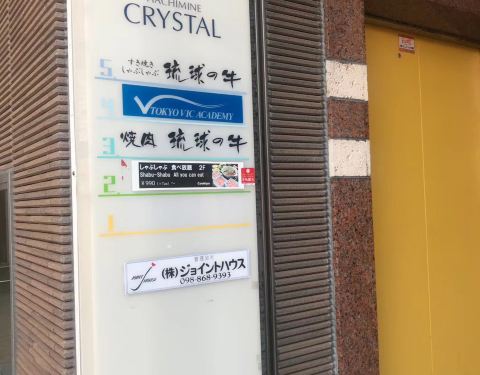 HACHIMINE
CRYSTAL
5 すき焼き
しゃぶしゃぶ 琉球の牛
4 TOKYO VIC ACADEMY
3 焼肉 琉球の牛
2 しゃぶしゃぶ 食べ放題 2F
Shabu-Shabu All you can eat
¥990
1
(株)ジョイントハウス
098-868-9393